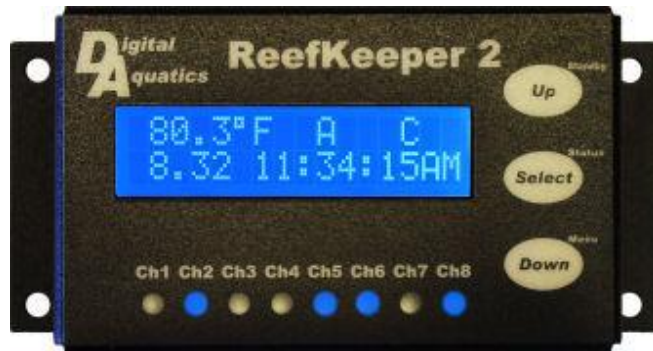 Digital Aquatics
ReefKeeper 2
Standby
Up
80.3°F A C
8.32 11:34:15AM
Status
Select
Menu
Down
Ch1 Ch2 Ch3 Ch4 Ch5 Ch6 Ch7 Ch8